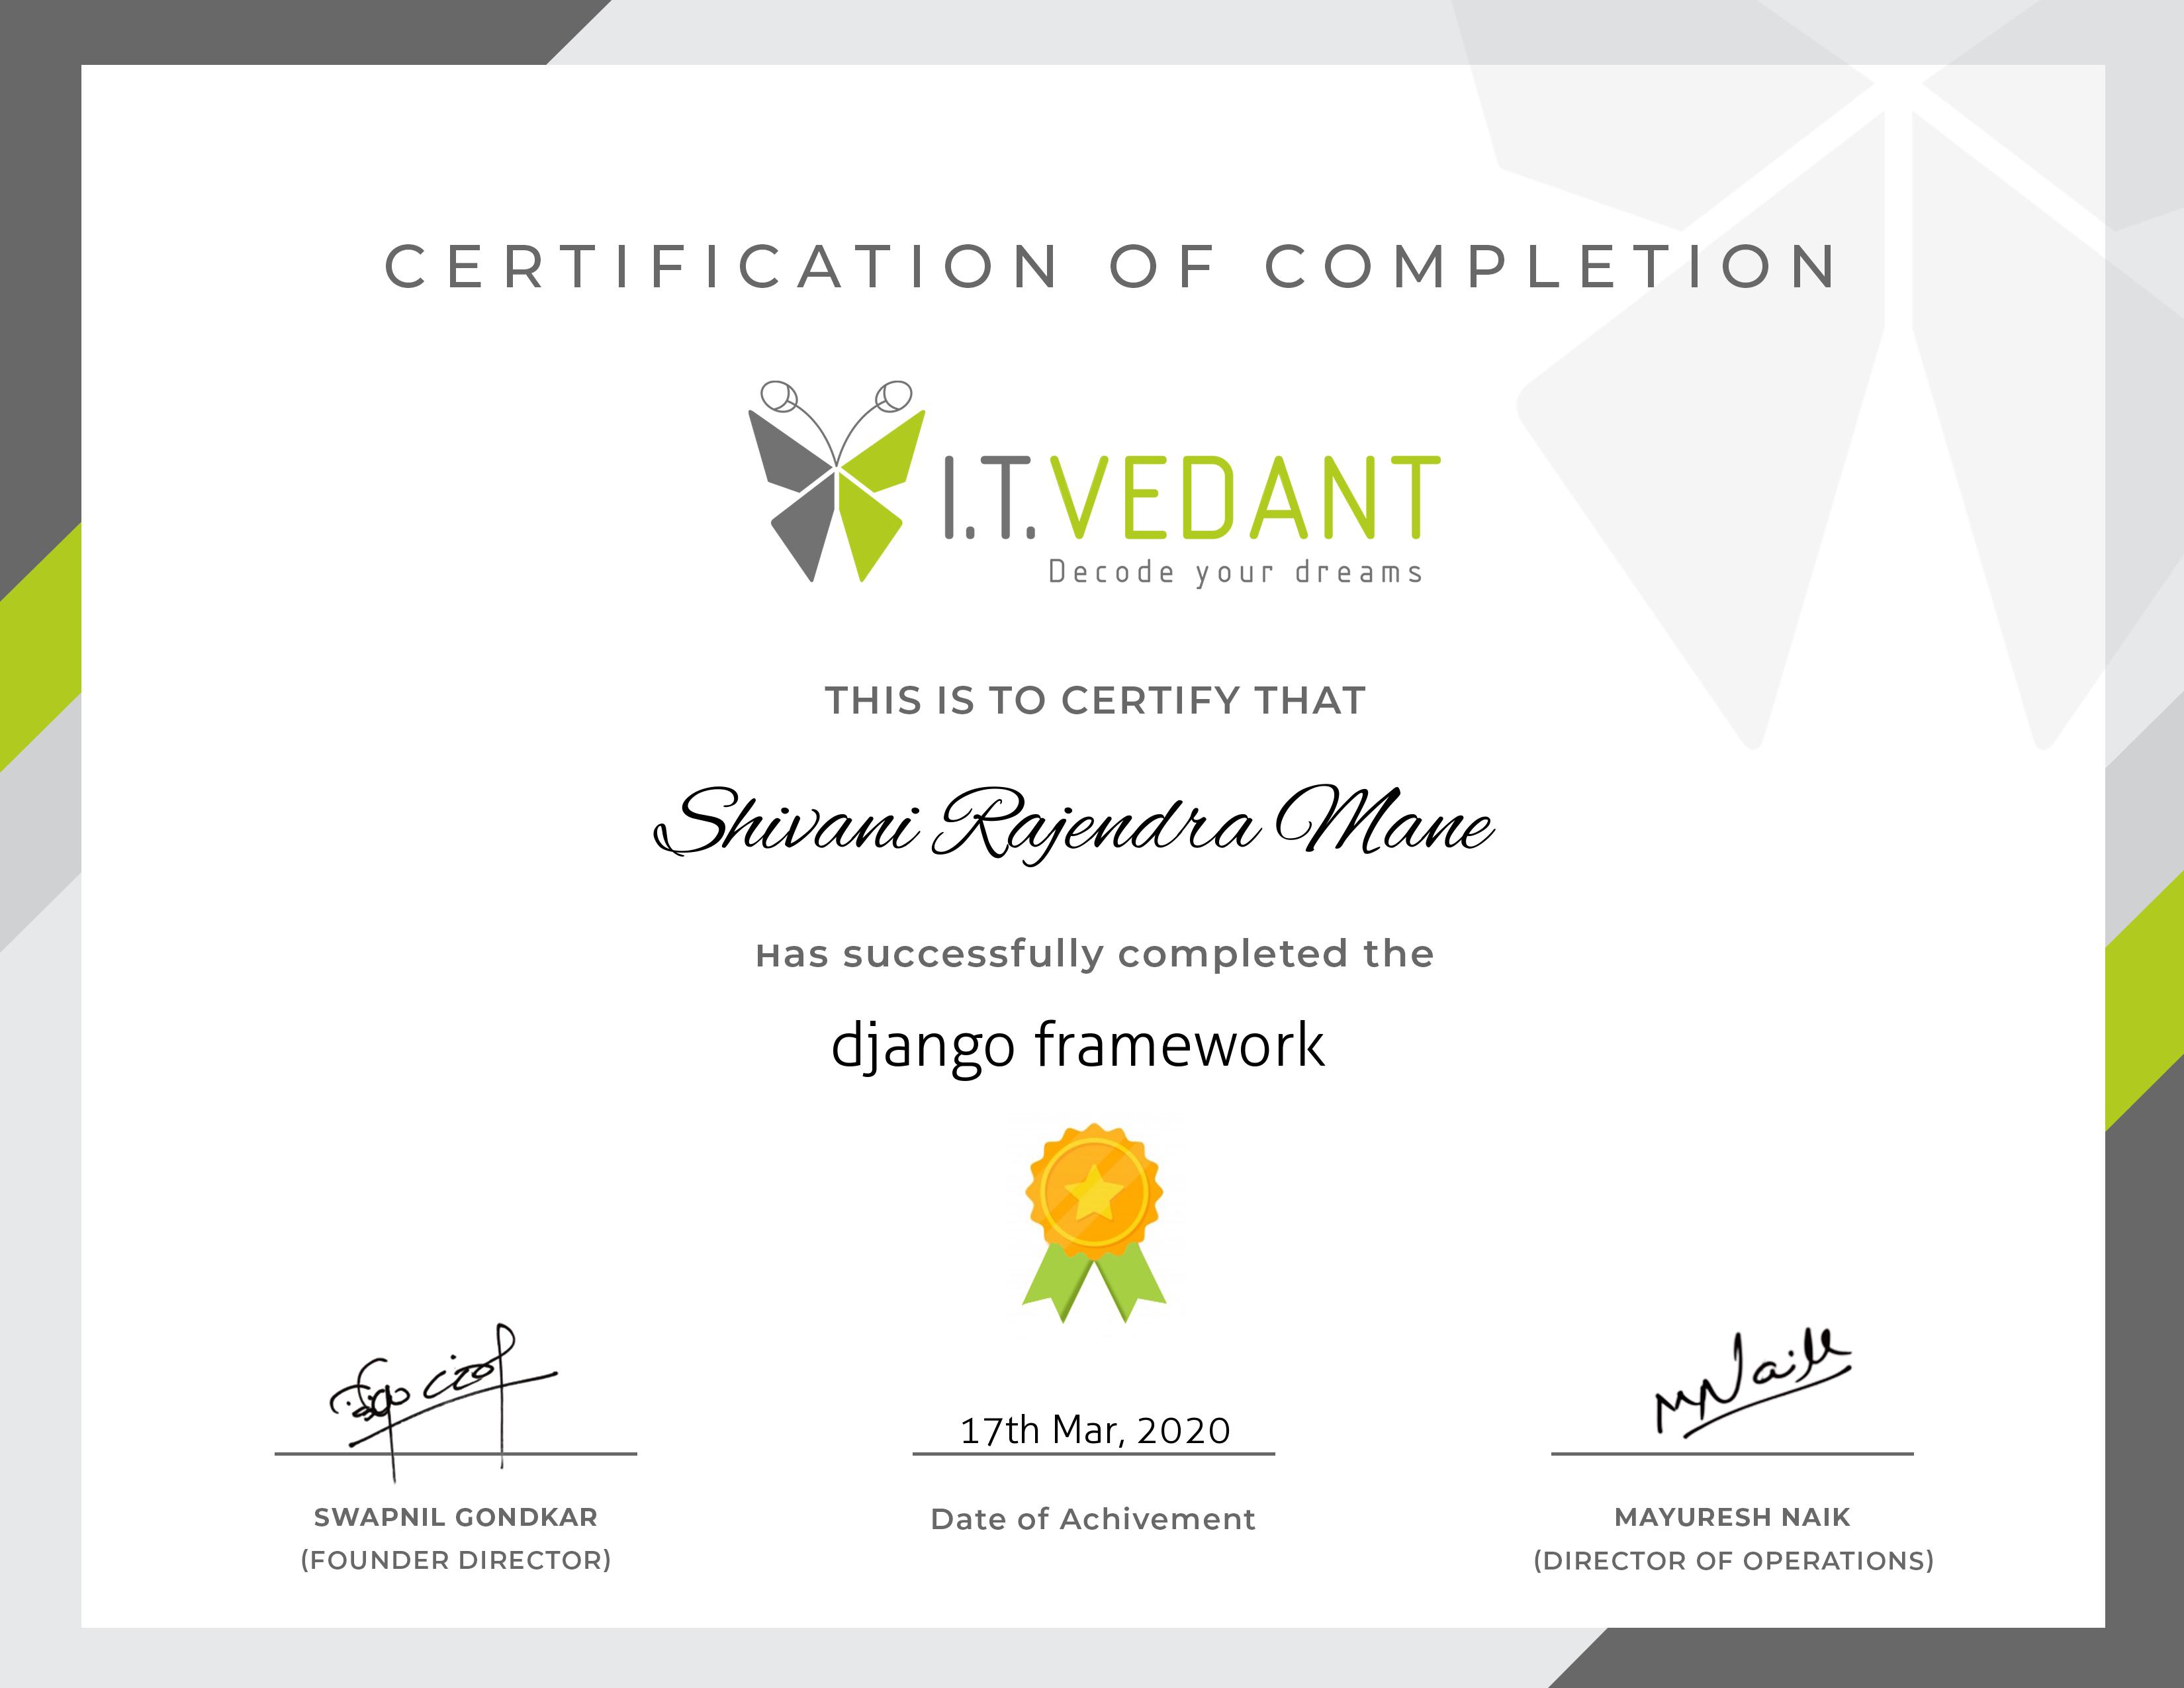 CERTIFICATION OF COMPLETION
I.T.VEDANT
Decode your dreams
THIS IS TO CERTIFY THAT
Shivani Rajendra Mane
Has successfully completed the
django framework
17th Mar, 2020
SWAPNIL GONDKAR
(FOUNDER DIRECTOR)
Date of Achivement
MAYURESH NAIK
(DIRECTOR OF OPERATIONS)